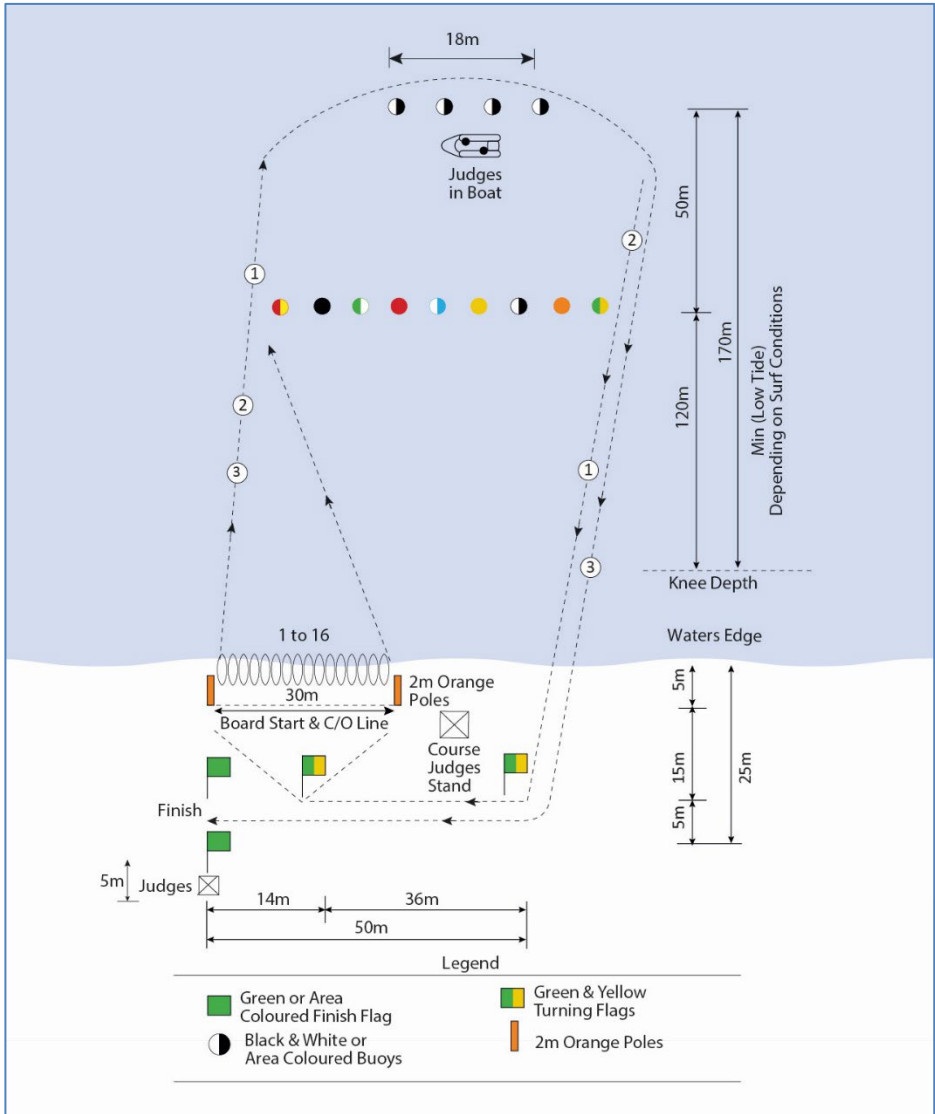 18m
Judges
in Boat
50m
2
1
170m
Min (Low Tide)
Depending on Surf Conditions
120m
2
3
1
3
Knee Depth
1 to 16
Waters Edge
30m
2m Orange
Poles
5m
Board Start & C/O Line
Course
Judges
Stand
15m
25m
Finish
5m
5m
Judges
14m
36m
50m
Legend
Green or Area
Coloured Finish Flag
Green & Yellow
Turning Flags
Black & White or
Area Coloured Buoys
2m Orange Poles